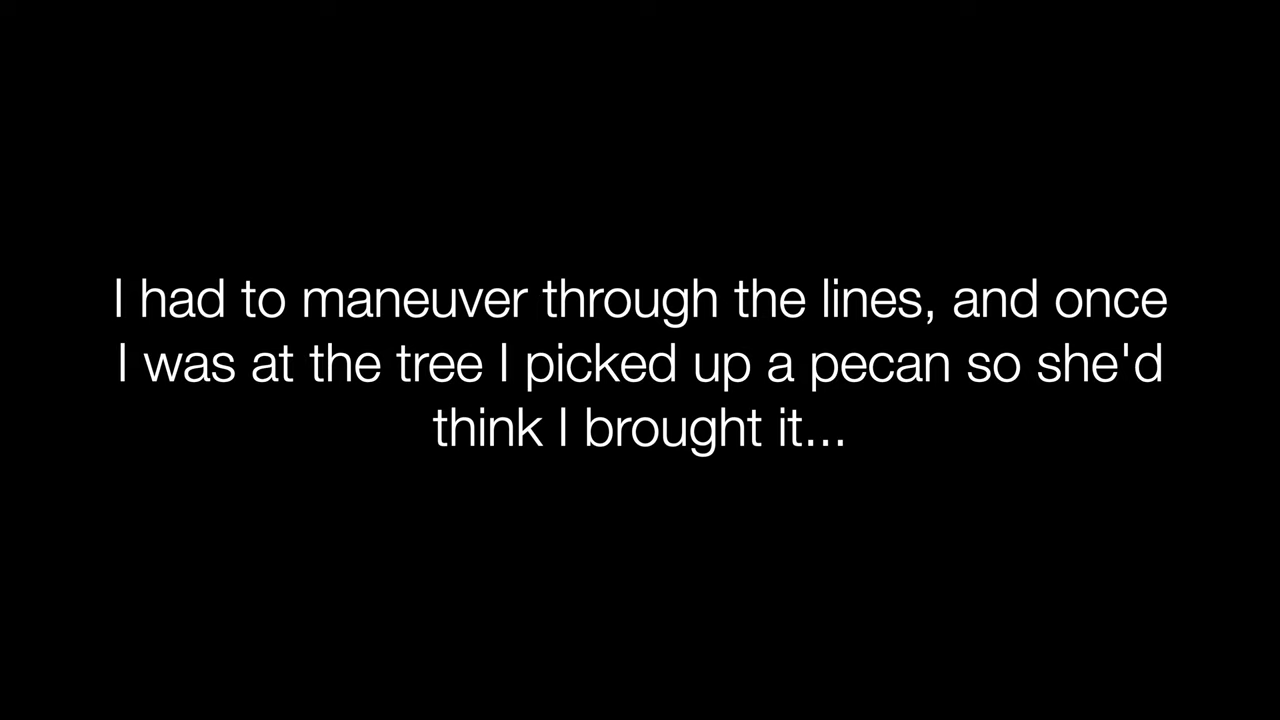 I had to maneuver through the lines, and once
I was at the tree I picked up a pecan so she'd
think I brought it...